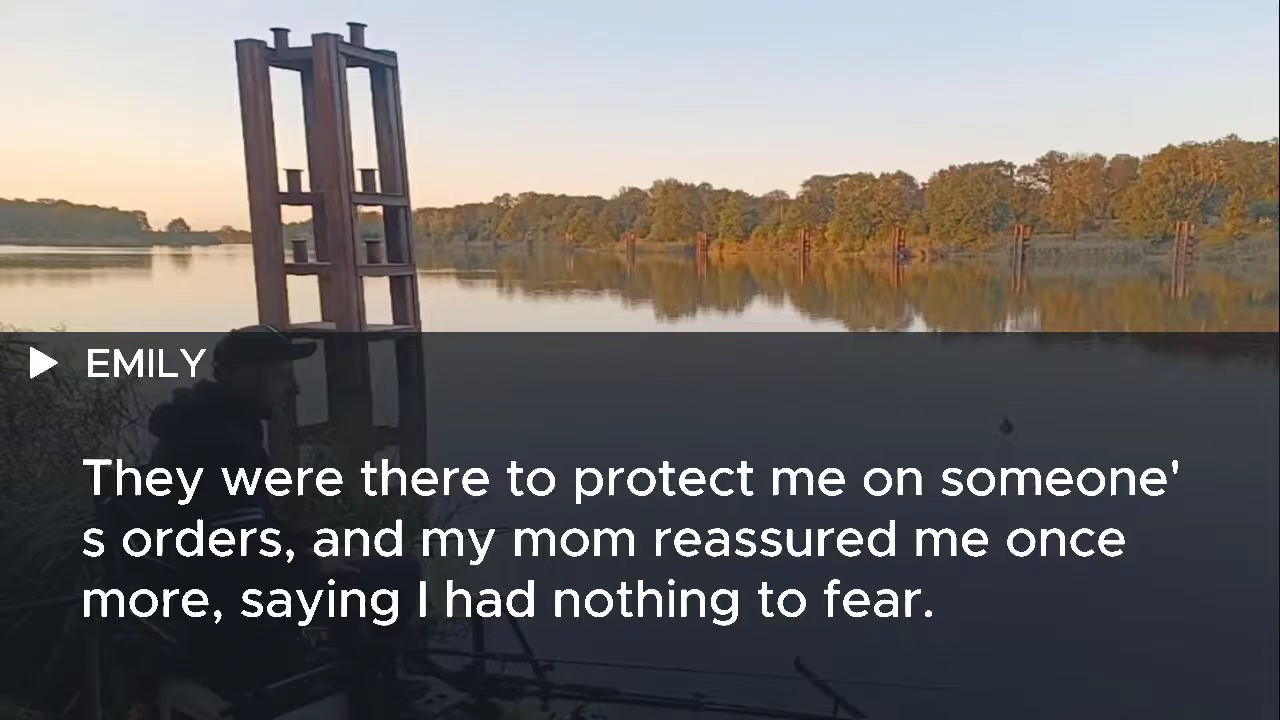 EMILY
They were there to protect me on someone'
s orders, and my mom reassured me once
more, saying I had nothing to fear.